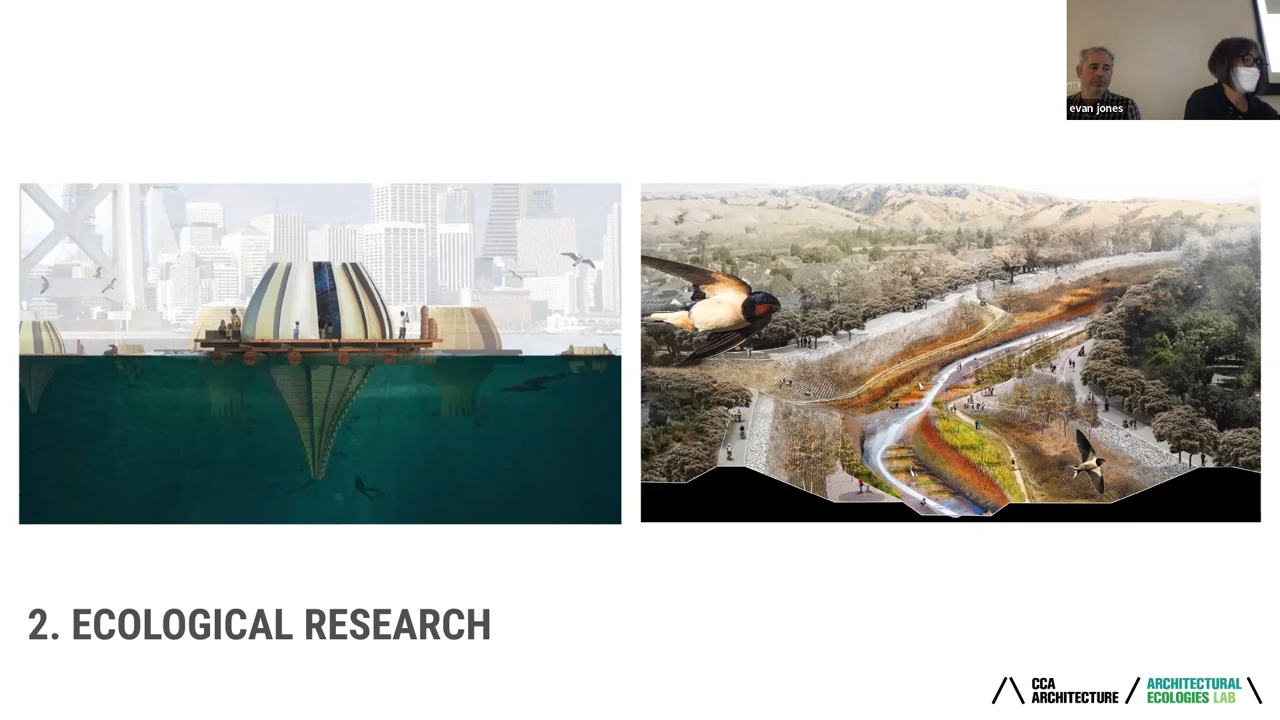 evan jones
2. ECOLOGICAL RESEARCH
CCA
ARCHITECTURE
ARCHITECTURAL
ECOLOGIES LAB